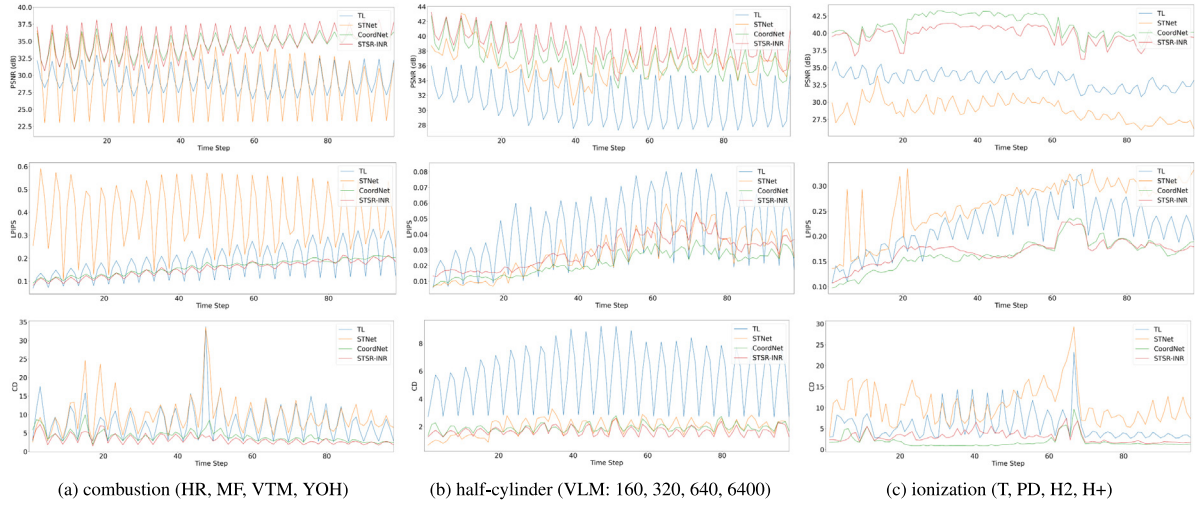 40.0
37.5
35.0
32.5
30.0
27.5
25.0
22.5
PSNR (dB)
20 40 60 80
Time Step
TL
STNet
CoordNet
STSR-INR
44
42
40
38
36
34
32
30
28
PSNR (dB)
0 20 40 60 80
Time Step
TL
STNet
CoordNet
STSR-INR
42.5
40.0
37.5
35.0
32.5
30.0
27.5
25.0
PSNR (dB)
0 20 40 60 80
Time Step
TL
STNet
CoordNet
STSR-INR
0.6
0.5
0.4
0.3
0.2
0.1
LPIPS
20 40 60 80
Time Step
TL
STNet
CoordNet
STSR-INR
0.08
0.07
0.06
0.05
0.04
0.03
0.02
0.01
LPIPS
0 20 40 60 80
Time Step
TL
STNet
CoordNet
STSR-INR
0.30
0.25
0.20
0.15
0.10
LPIPS
0 20 40 60 80
Time Step
TL
STNet
CoordNet
STSR-INR
35
30
25
20
15
10
5
0
CD
20 40 60 80
Time Step
TL
STNet
CoordNet
STSR-INR
8
6
4
2
CD
0 20 40 60 80
Time Step
TL
STNet
CoordNet
STSR-INR
30
25
20
15
10
5
0
CD
0 20 40 60 80
Time Step
TL
STNet
CoordNet
STSR-INR
(a) combustion (HR, MF, VTM, YOH)
(b) half-cylinder (VLM: 160, 320, 640, 6400)
(c) ionization (T, PD, H2, H+)